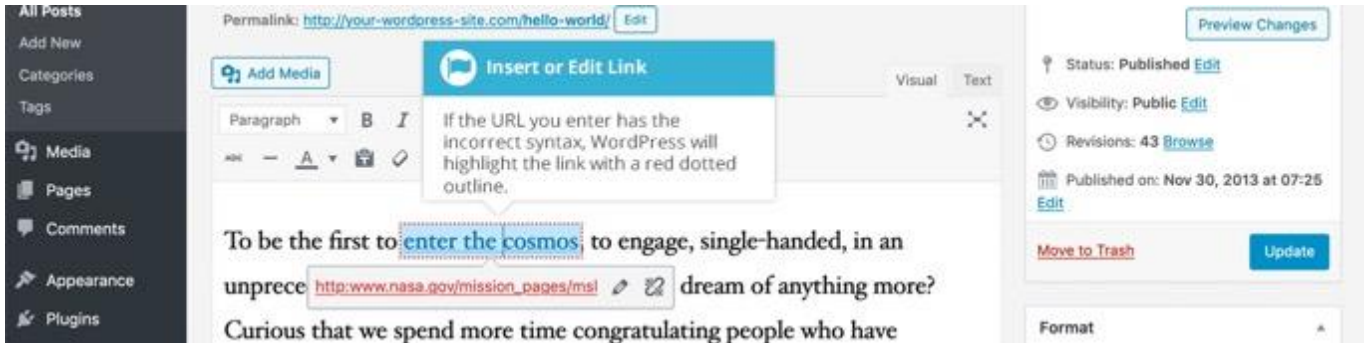 All Posts
Add New
Categories
Tags
Media
Pages
Comments
Appearance
Plugins
Permalink: http://your-wordpress-site.com/hello-world/ Edit
Add Media
Visual Text
Paragraph B I
ABC A
Insert or Edit Link
If the URL you enter has the
incorrect syntax, WordPress will
highlight the link with a red dotted
outline.
To be the first to enter the cosmos, to engage, single-handed, in an
unprece http:www.nasa.gov/mission_pages/msl dream of anything more?
Curious that we spend more time congratulating people who have
Preview Changes
Status: Published Edit
Visibility: Public Edit
Revisions: 43 Browse
Published on: Nov 30, 2013 at 07:25
Edit
Move to Trash Update
Format